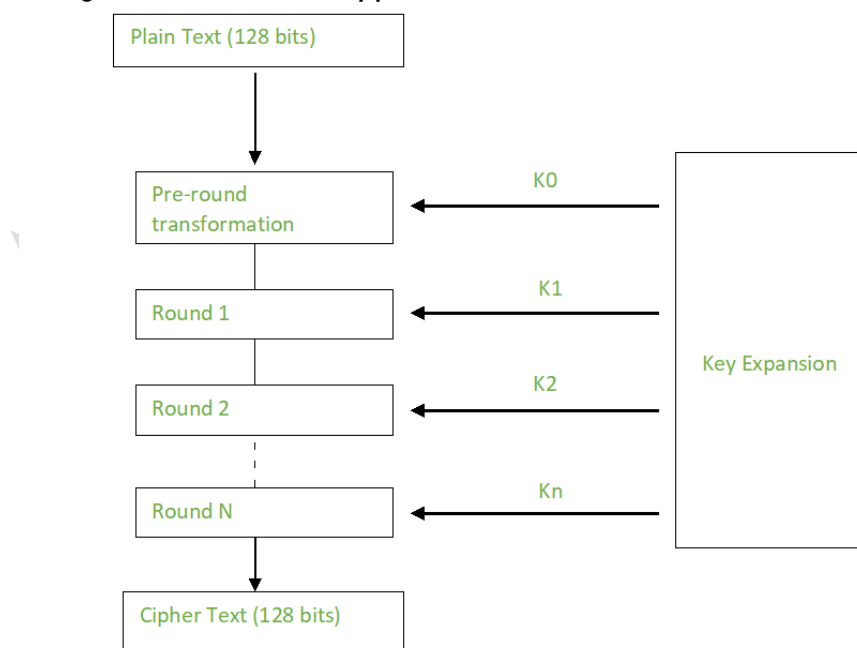 Plain Text (128 bits)
Pre-round
transformation
K0
Round 1
K1
Key Expansion
Round 2
K2
Round N
Kn
Cipher Text (128 bits)